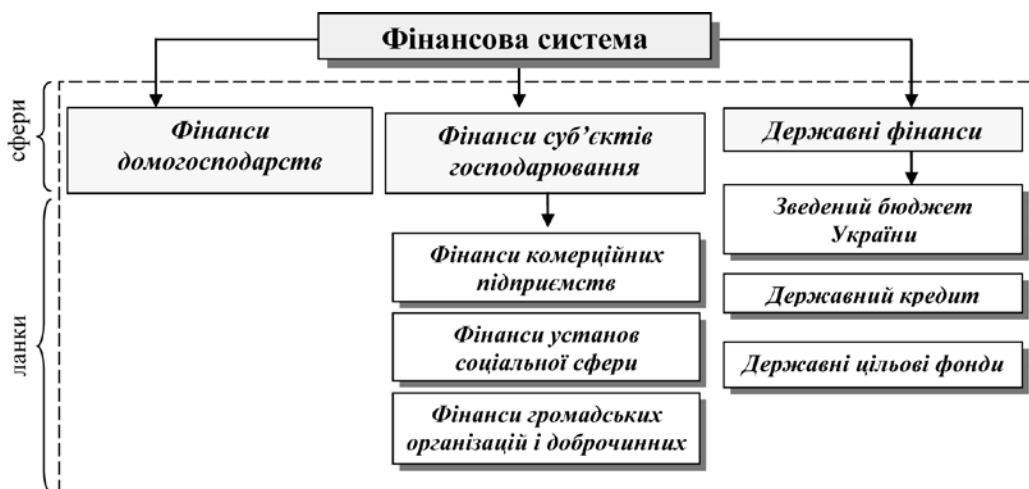 Фінансова система
сфери
Фінанси
домогосподарств
Фінанси суб’єктів
господарювання
Державні фінанси
ланки
Фінанси комерційних
підприємств
Фінанси установ
соціальної сфери
Фінанси громадських
організацій і доброчинних
Зведений бюджет
України
Державний кредит
Державні цільові фонди